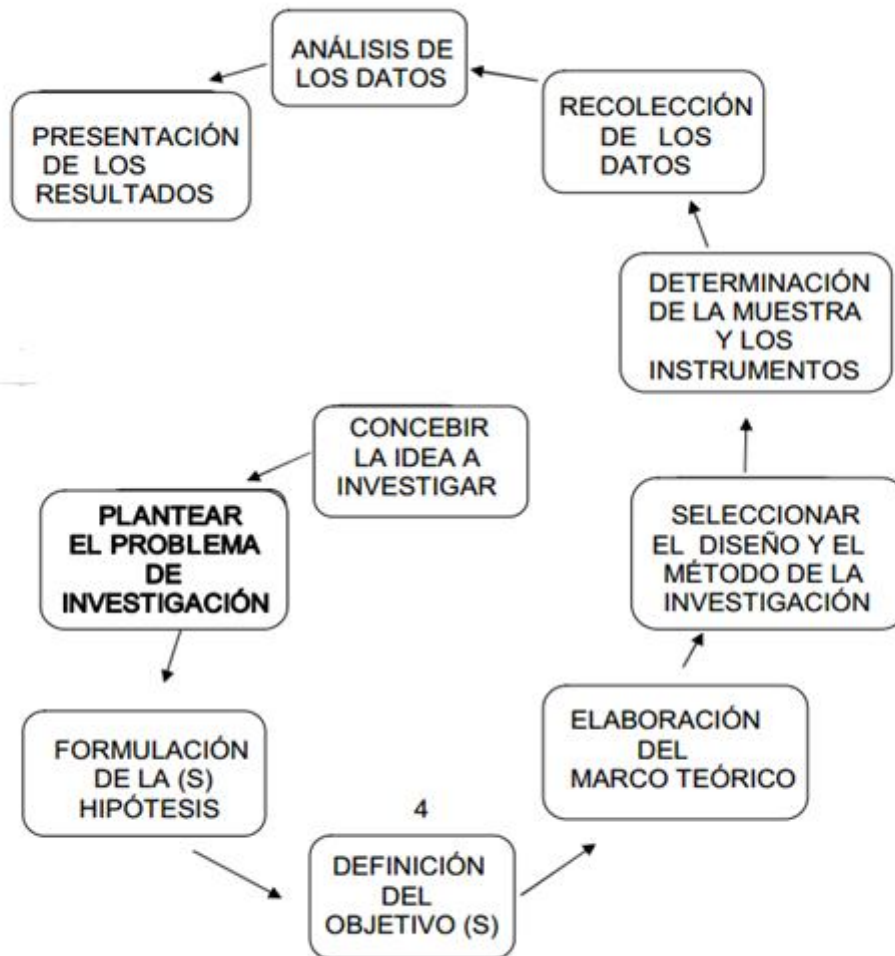 ANÁLISIS DE
LOS DATOS
PRESENTACIÓN
DE LOS
RESULTADOS
RECOLECCIÓN
DE LOS
DATOS
DETERMINACIÓN
DE LA MUESTRA
Y LOS
INSTRUMENTOS
CONCEBIR
LA IDEA A
INVESTIGAR
PLANTEAR
EL PROBLEMA
DE
INVESTIGACIÓN
SELECCIONAR
EL DISEÑO Y EL
MÉTODO DE LA
INVESTIGACIÓN
FORMULACIÓN
DE LA (S)
HIPÓTESIS
ELABORACIÓN
DEL
MARCO TEÓRICO
4
DEFINICIÓN
DEL
OBJETIVO (S)